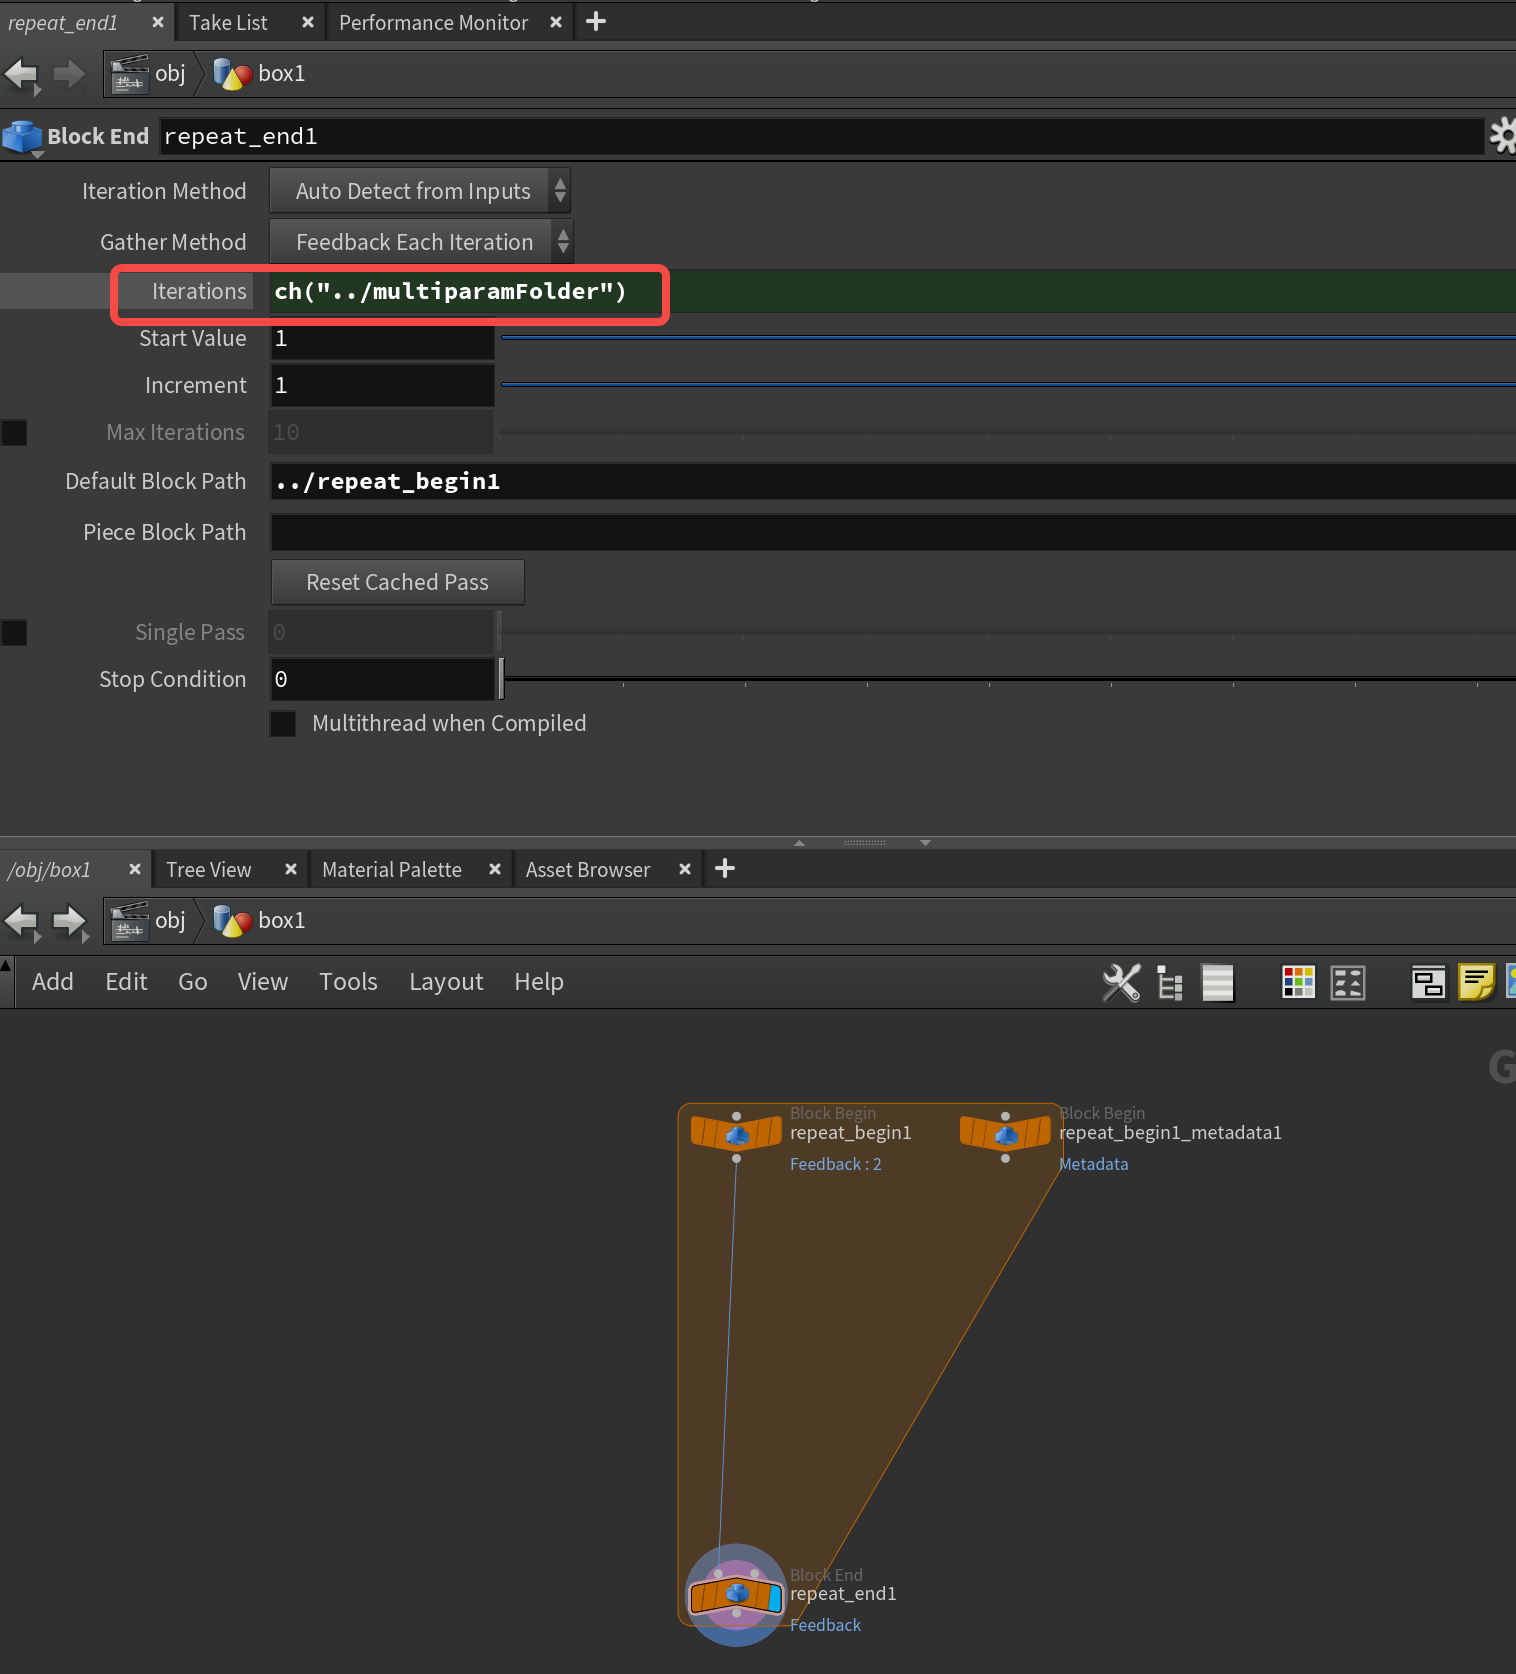 repeat_end1 Take List Performance Monitor
obj box1
Block End repeat_end1
Iteration Method Auto Detect from Inputs
Gather Method Feedback Each Iteration
Iterations ch("../multiparamFolder")
Start Value 1
Increment 1
Max Iterations 10
Default Block Path ../repeat_begin1
Piece Block Path
Reset Cached Pass
Single Pass 0
Stop Condition 0
Multithread when Compiled
/obj/box1 Tree View Material Palette Asset Browser
obj box1
Add Edit Go View Tools Layout Help
G
Block Begin
repeat_begin1
Feedback : 2
Block Begin
repeat_begin1_metadata1
Metadata
Block End
repeat_end1
Feedback